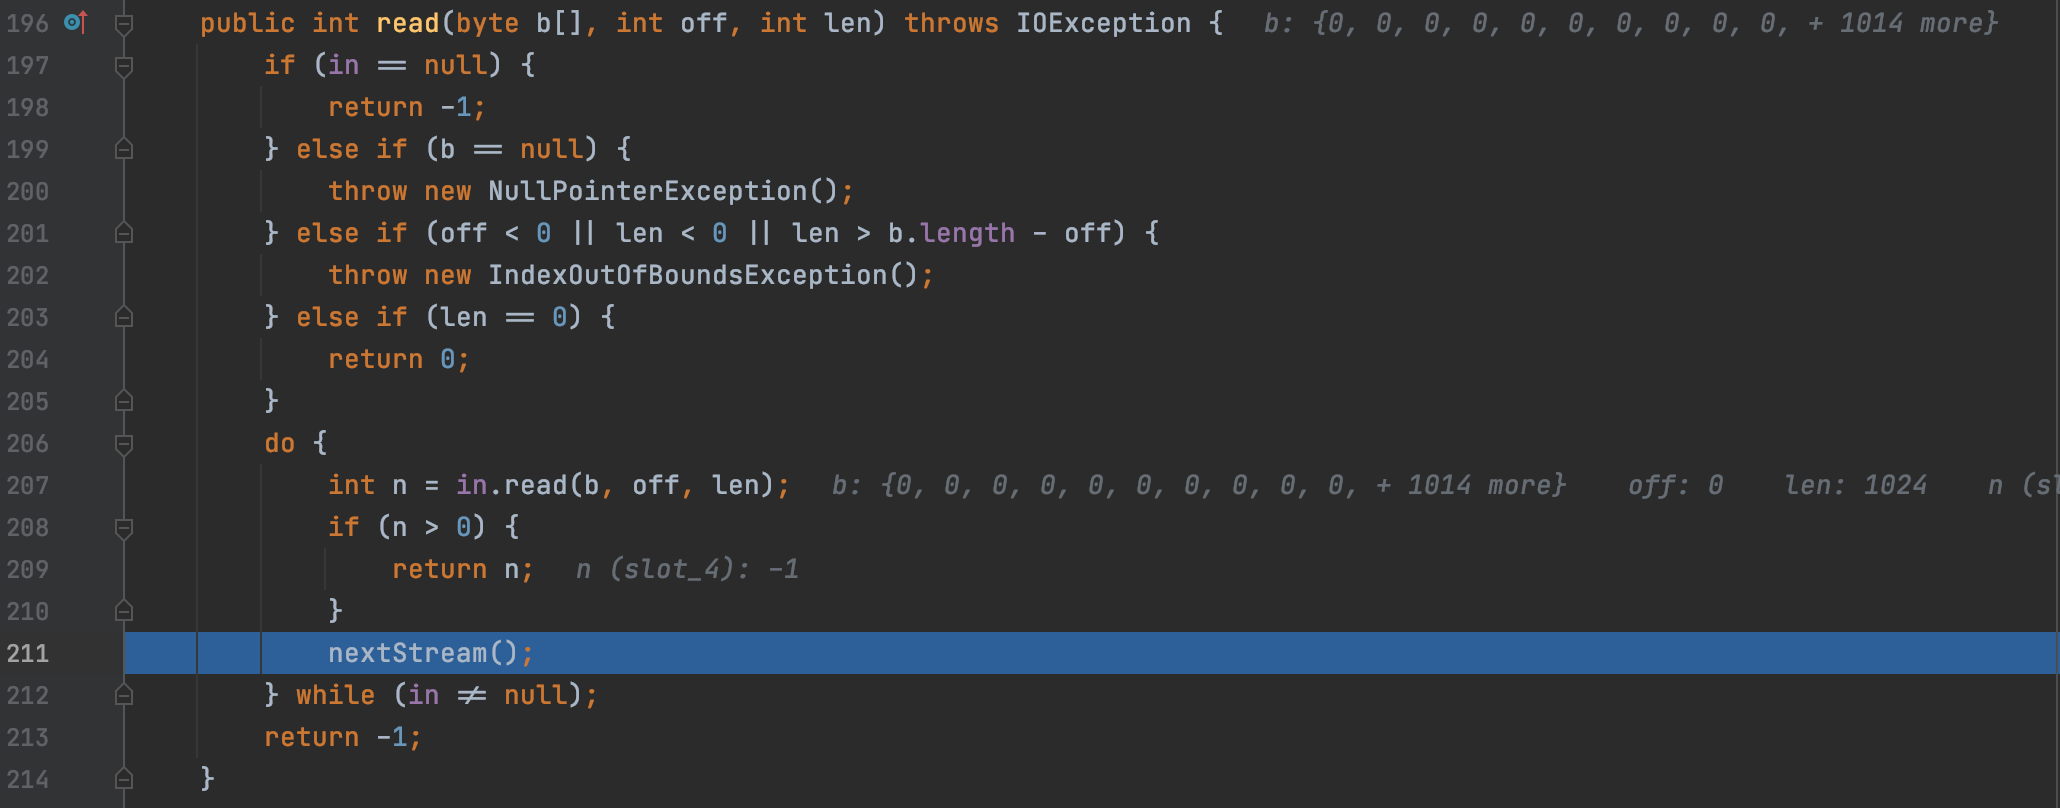 196 public int read(byte b[], int off, int len) throws IOException { b: {0, 0, 0, 0, 0, 0, 0, 0, 0, 0, + 1014 more}
197 if (in == null) {
198 return -1;
199 } else if (b == null) {
200 throw new NullPointerException();
201 } else if (off < 0 || len < 0 || len > b.length - off) {
202 throw new IndexOutOfBoundsException();
203 } else if (len == 0) {
204 return 0;
205 }
206 do {
207 int n = in.read(b, off, len); b: {0, 0, 0, 0, 0, 0, 0, 0, 0, 0, + 1014 more} off: 0 len: 1024 n (sl
208 if (n > 0) {
209 return n; n (slot_4): -1
210 }
211 nextStream();
212 } while (in != null);
213 return -1;
214 }